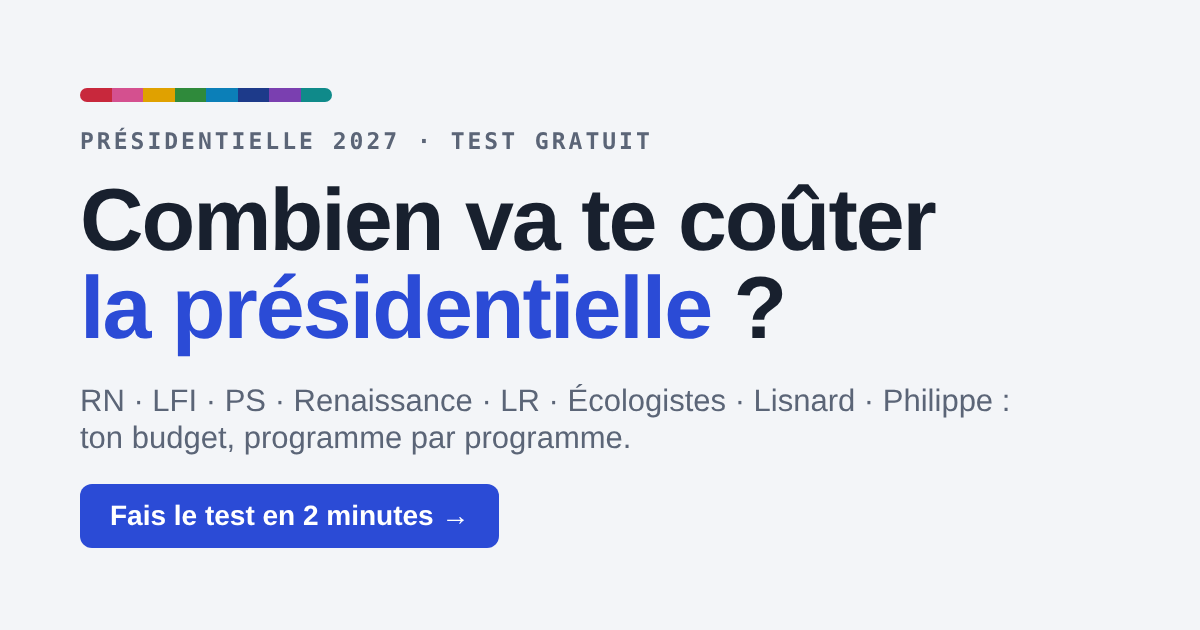 PRÉSIDENTIELLE 2027 · TEST GRATUIT
Combien va te coûter
la présidentielle ?
RN · LFI · PS · Renaissance · LR · Écologistes · Lisnard · Philippe :
ton budget, programme par programme.
Fais le test en 2 minutes →